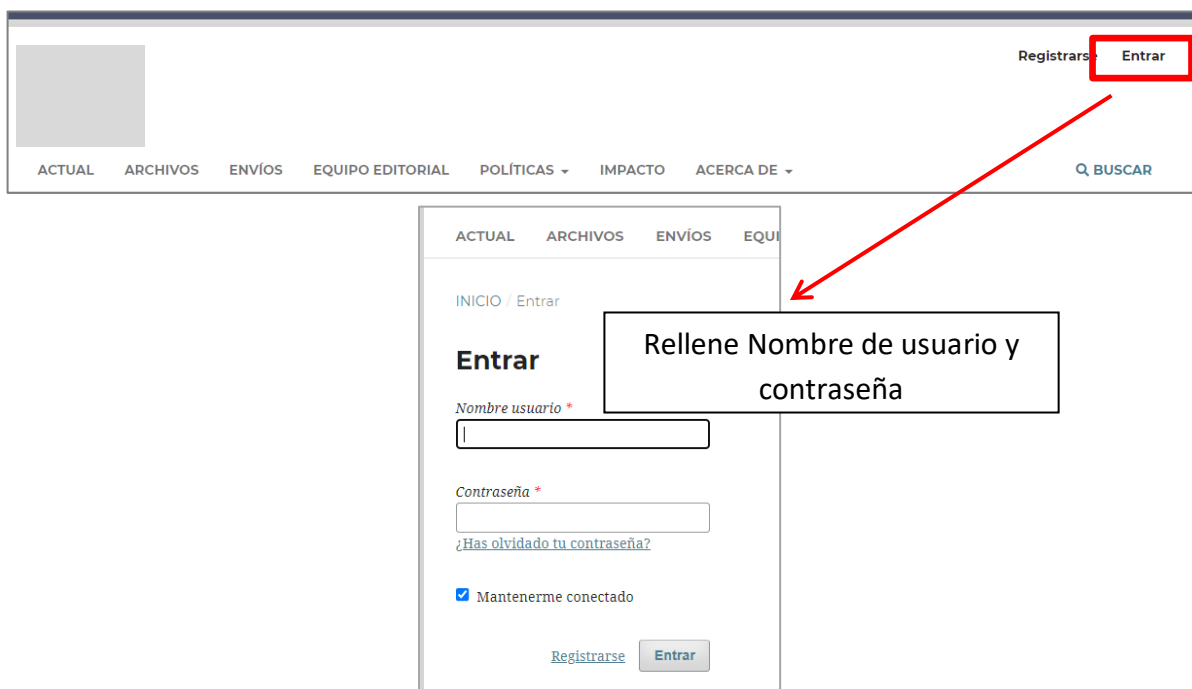 Registrarse Entrar
ACTUAL ARCHIVOS ENVÍOS EQUIPO EDITORIAL POLÍTICAS IMPACTO ACERCA DE BUSCAR
ACTUAL ARCHIVOS ENVÍOS EQUI
INICIO / Entrar
Rellene Nombre de usuario y
contraseña
Entrar
Nombre usuario *
Contraseña *
¿Has olvidado tu contraseña?
Mantenerme conectado
Registrarse Entrar